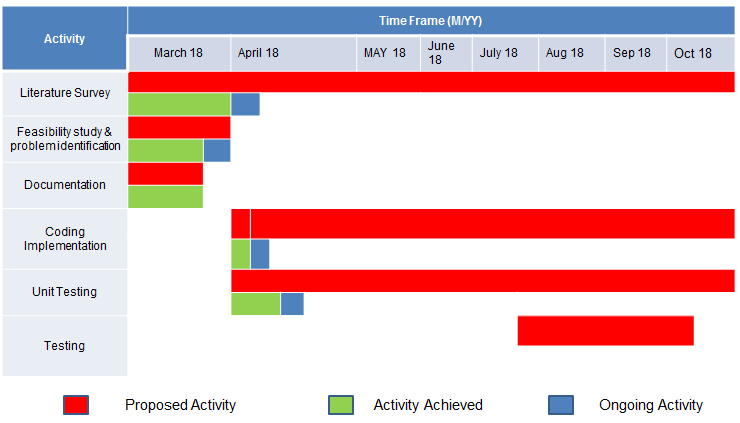 Activity
Time Frame (M/YY)
March 18
April 18
MAY 18
June
18
July 18
Aug 18
Sep 18
Oct 18
Literature Survey
Feasibility study &
problem identification
Documentation
Coding
Implementation
Unit Testing
Testing
Proposed Activity
Activity Achieved
Ongoing Activity